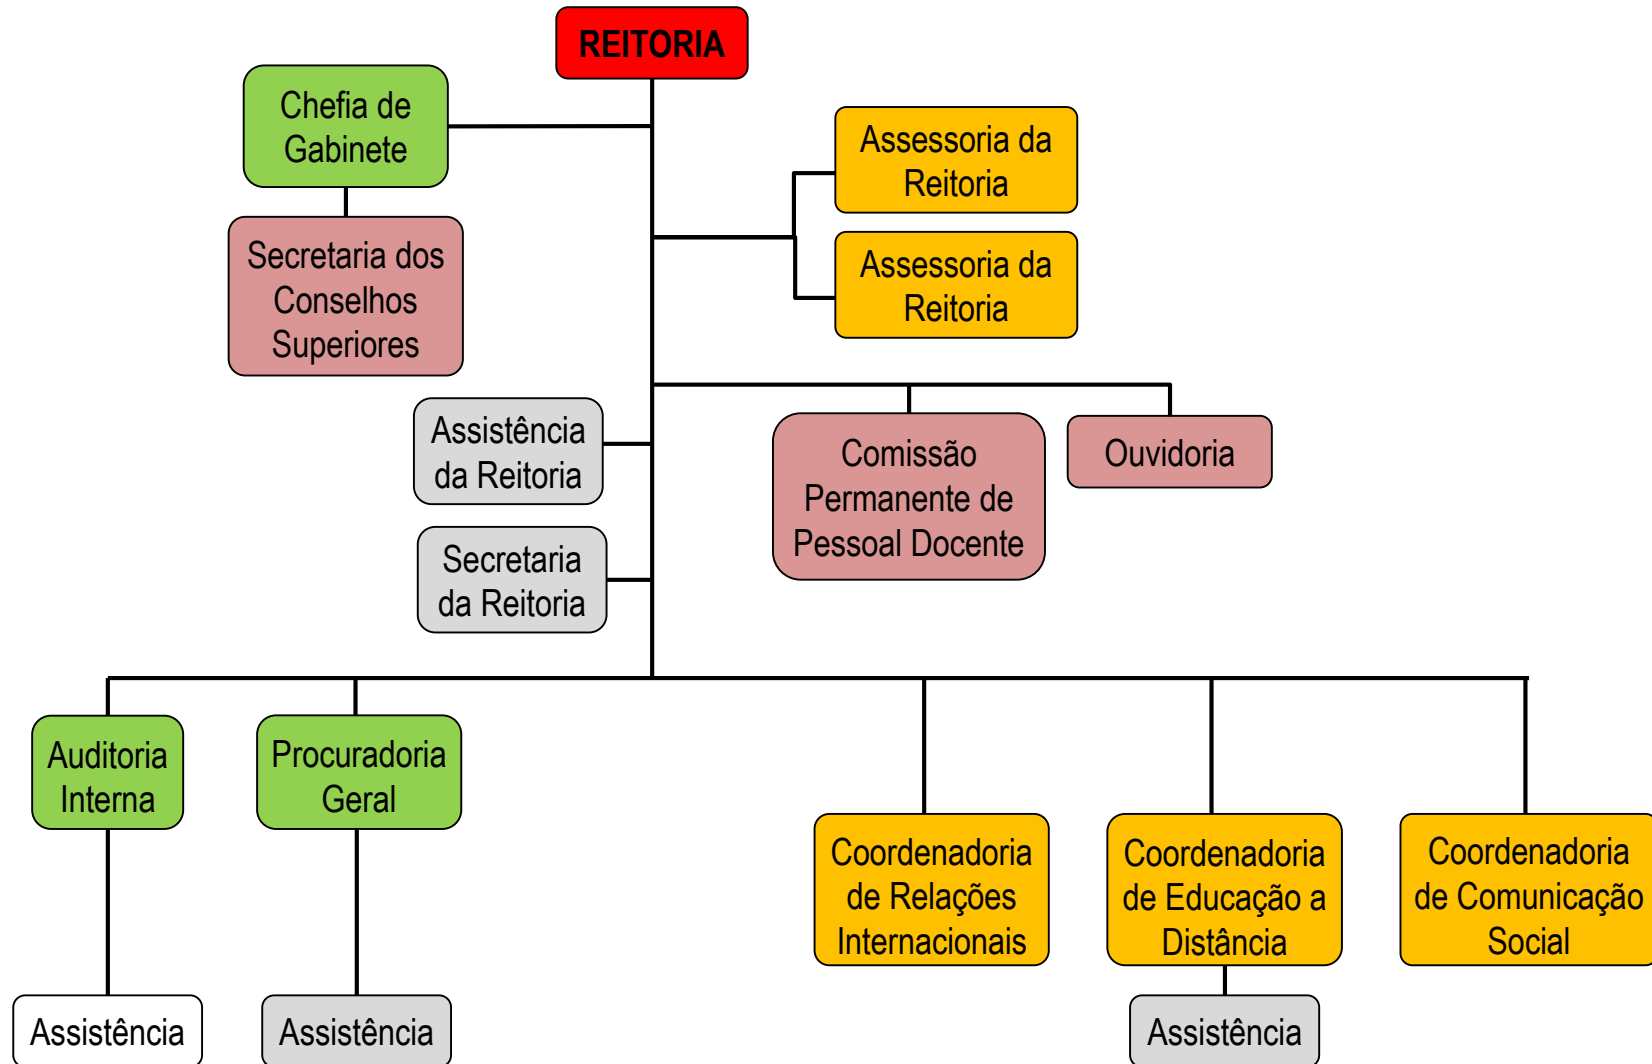 REITORIA
Chefia de
Gabinete
Assessoria da
Reitoria
Secretaria dos
Conselhos
Superiores
Assessoria da
Reitoria
Assistência
da Reitoria
Comissão
Permanente de
Pessoal Docente
Ouvidoria
Secretaria
da Reitoria
Auditoria
Interna
Procuradoria
Geral
Coordenadoria
de Relações
Internacionais
Coordenadoria
de Educação a
Distância
Coordenadoria
de Comunicação
Social
Assistência
Assistência
Assistência